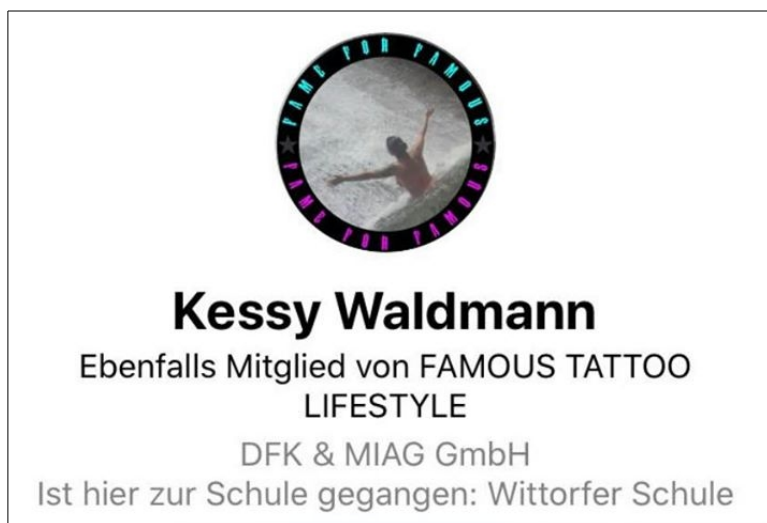 FAME FOR FAMOUS
FAME FOR FAMOUS
Kessy Waldmann
Ebenfalls Mitglied von FAMOUS TATTOO
LIFESTYLE
DFK & MIAG GmbH
Ist hier zur Schule gegangen: Wittorfer Schule